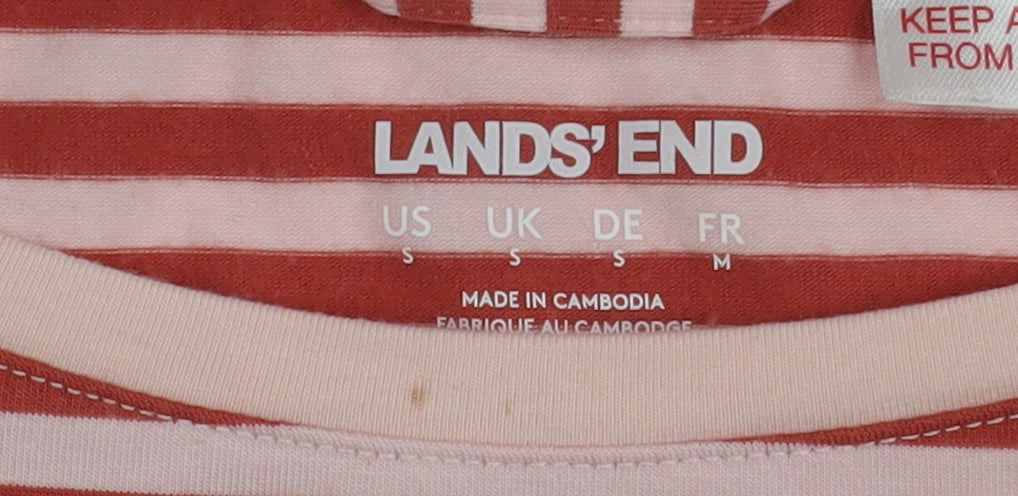 KEEP A
FROM
LANDS' END
US UK DE FR
S S S M
MADE IN CAMBODIA
FABRIQUE AU CAMBODGE